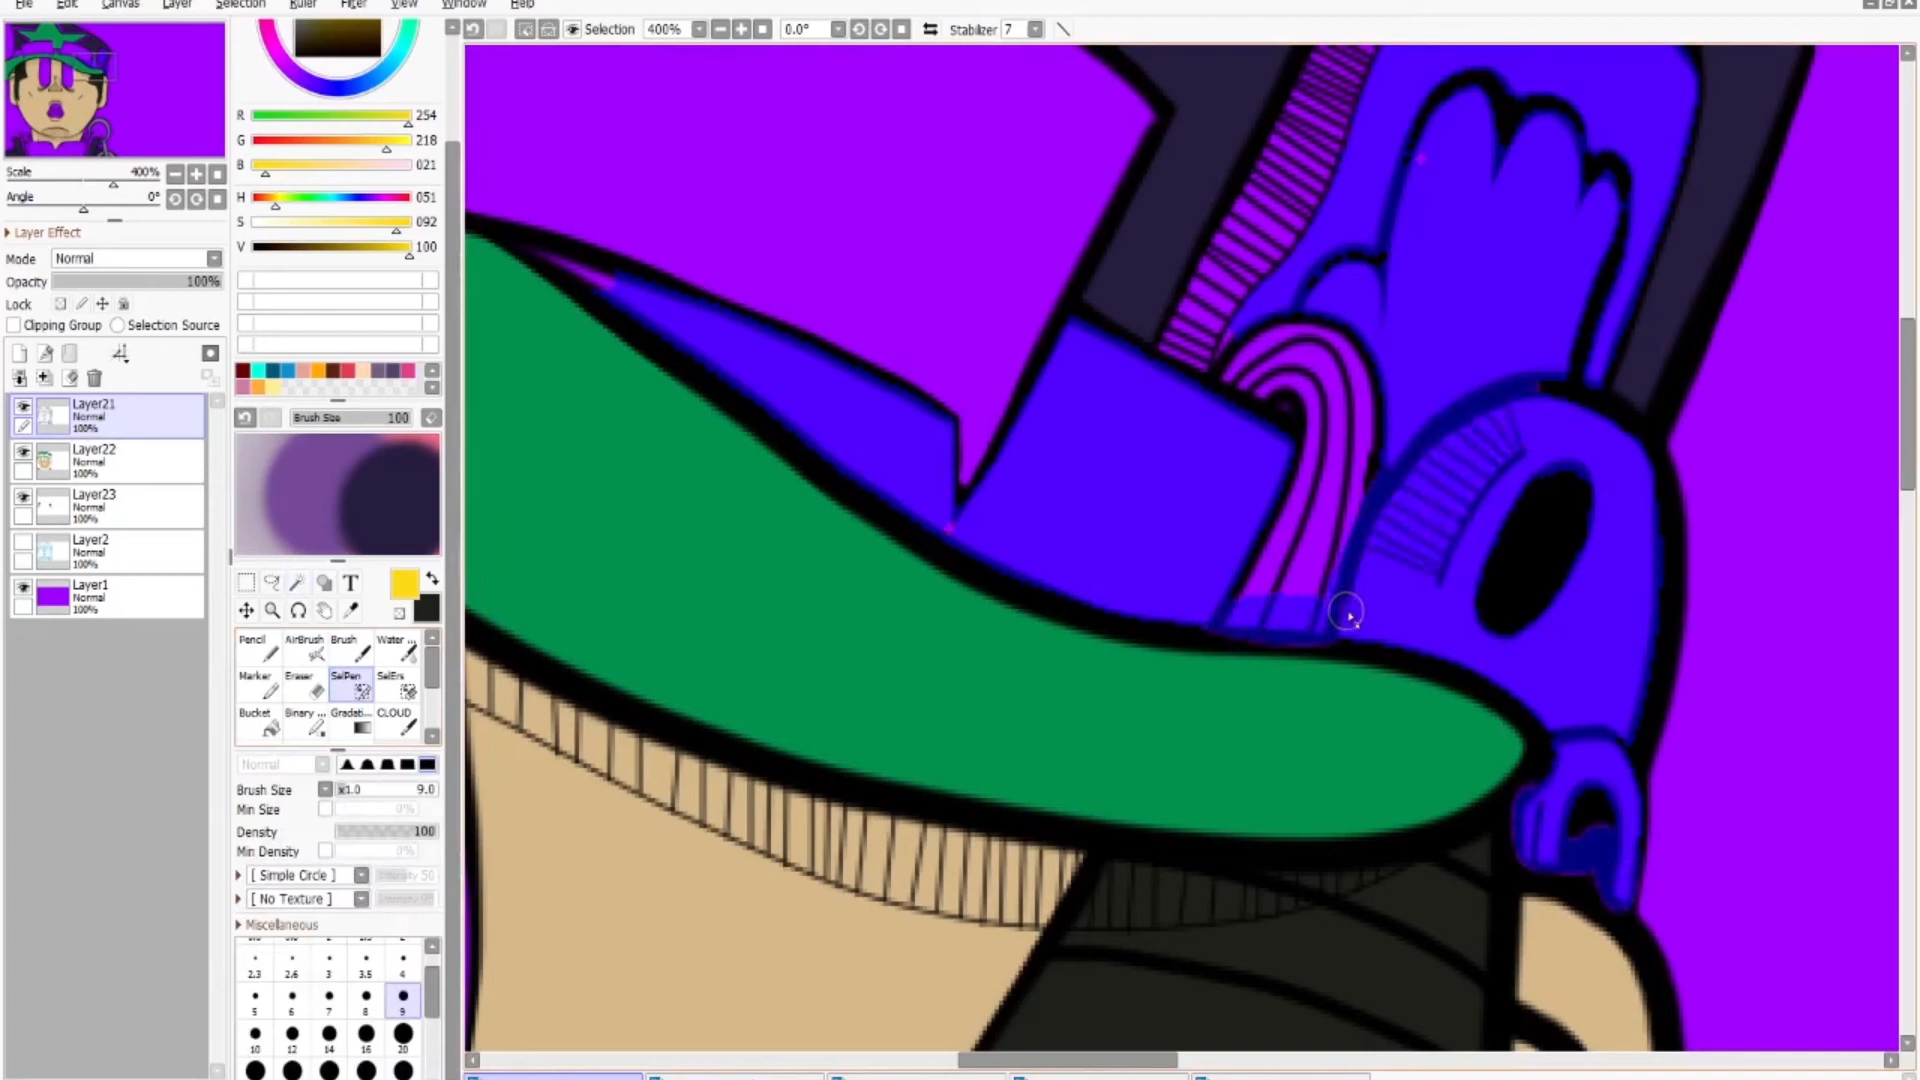 File Edit Canvas Layer Selection Ruler Filter View Window Help
Selection 400% 0.0° Stabilizer 7
R 254
G 218
B 021
H 051
S 092
V 100
Scale 400%
Angle 0°
Layer Effect
Mode Normal
Opacity 100%
Lock
Clipping Group Selection Source
Layer21
Normal
100%
Layer22
Normal
100%
Layer23
Normal
100%
Layer2
Normal
100%
Layer1
Normal
100%
Brush Size 100
T
Pencil AirBrush Brush Water ...
Marker Eraser SelPen SelErs
Bucket Binary ... Gradati... CLOUD
Normal
Brush Size x1.0 9.0
Min Size 0%
Density 100
Min Density 0%
[ Simple Circle ] Intensity 50
[ No Texture ]
Miscellaneous
2.3 2.6 3 3.5 4
5 6 7 8 9
10 12 14 16 20